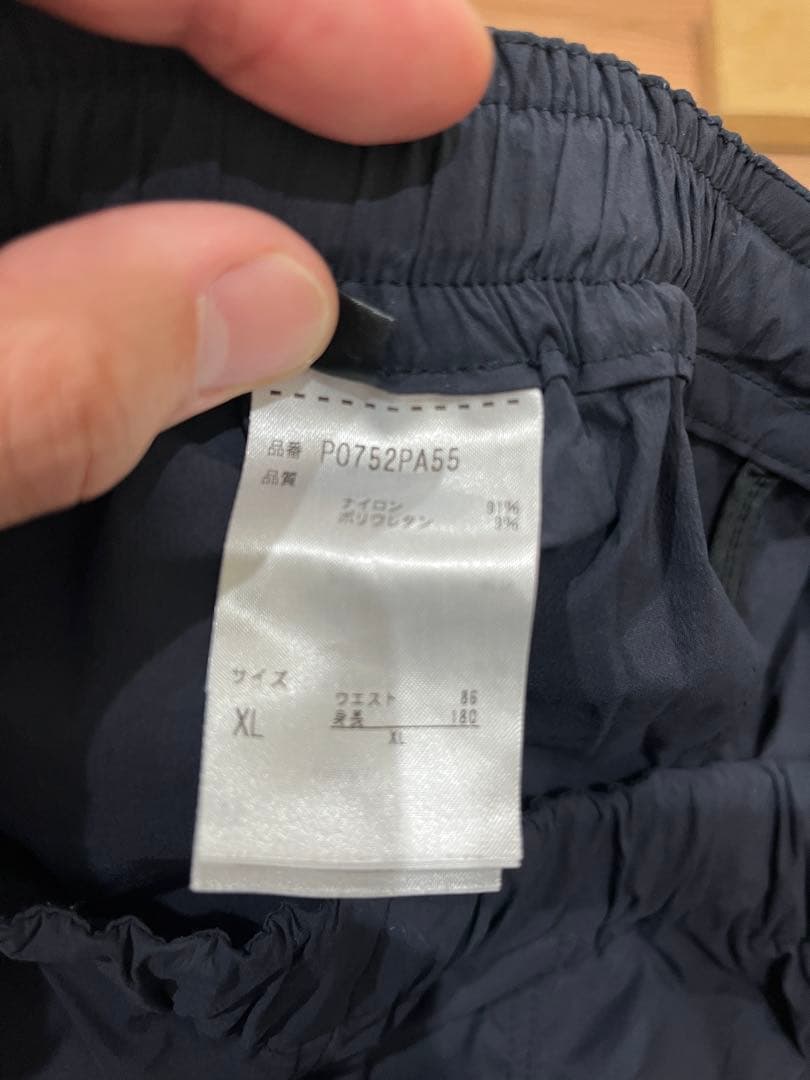 品番 P0752PA55
品質
ナイロン 91%
ポリウレタン 9%
サイズ
XL
ウエスト 86
身長 180
XL